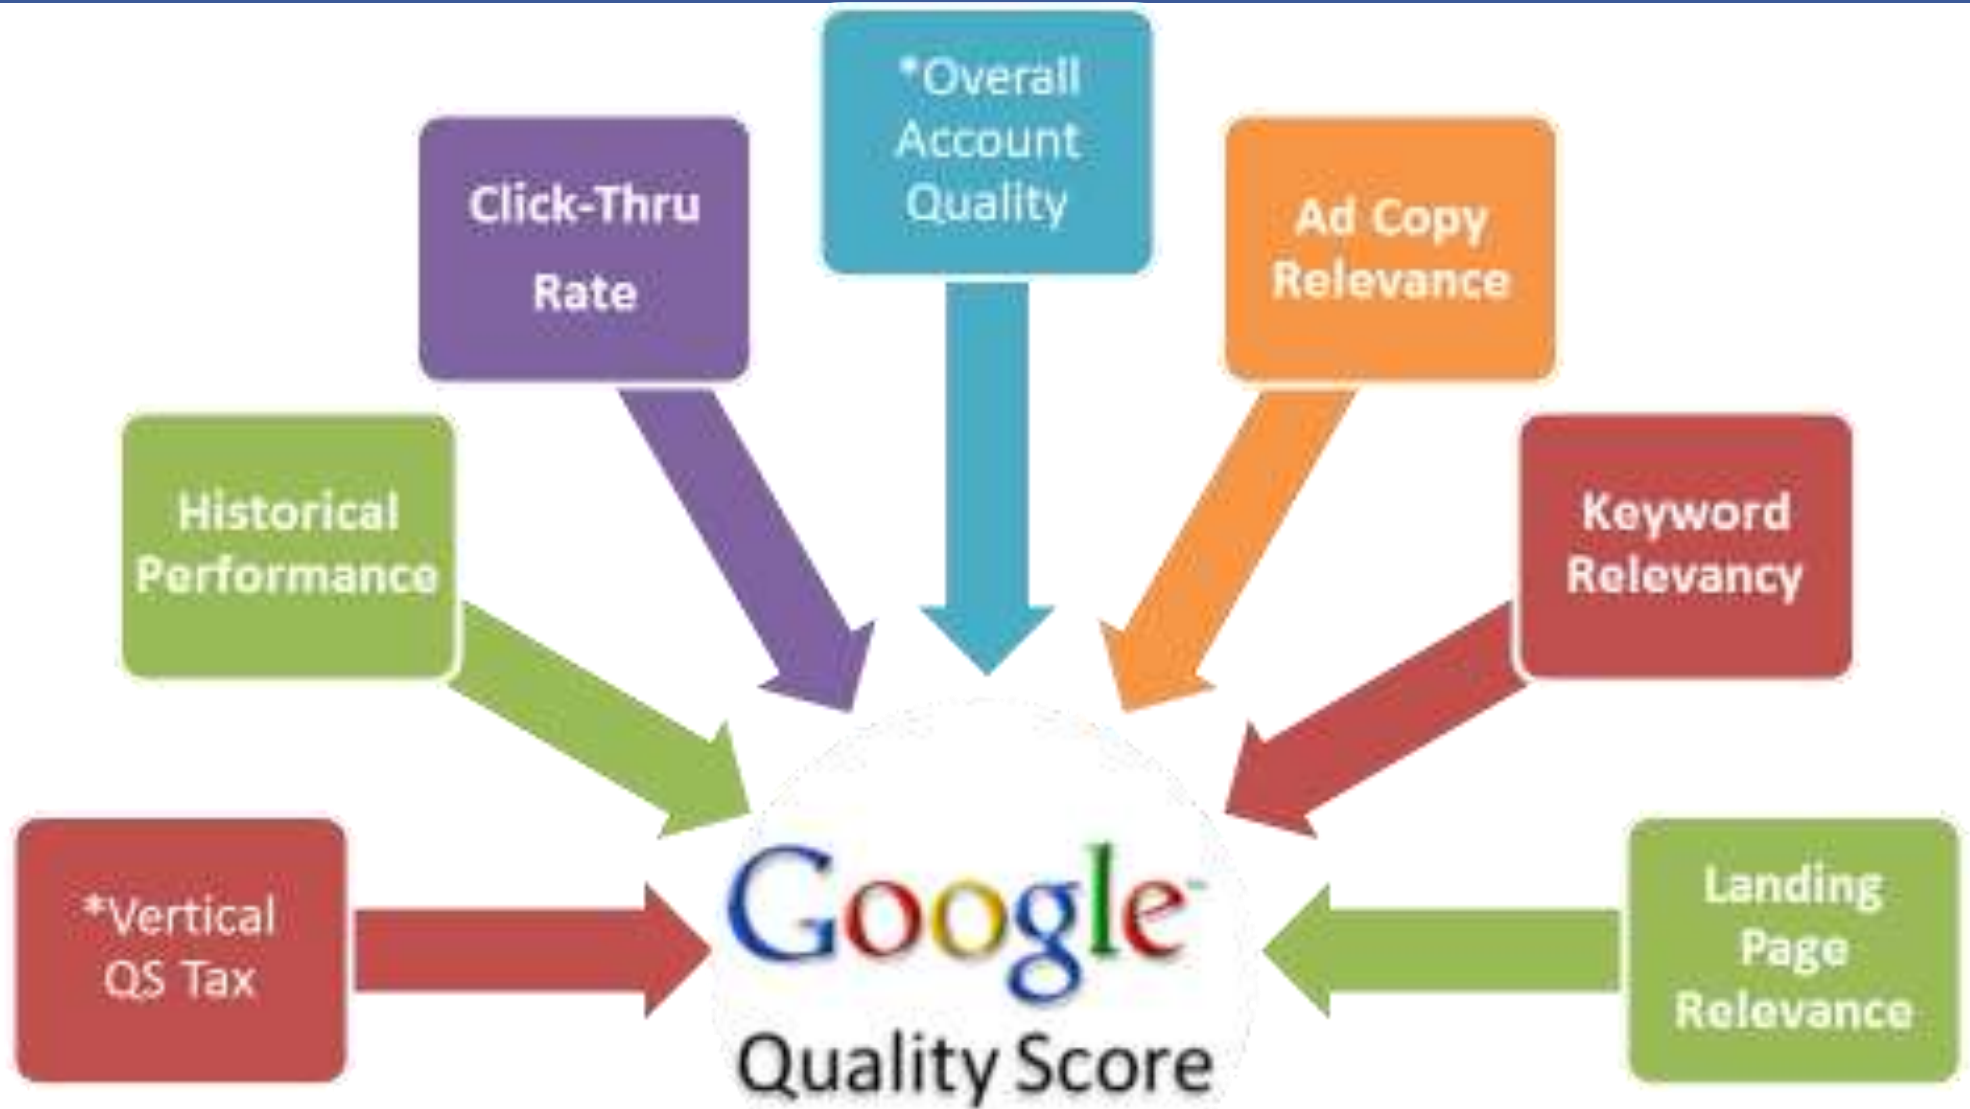 *Overall
Account
Quality
Click-Thru
Rate
Ad Copy
Relevance
Historical
Performance
Keyword
Relevancy
*Vertical
QS Tax
Landing
Page
Relevance
Google
Quality Score